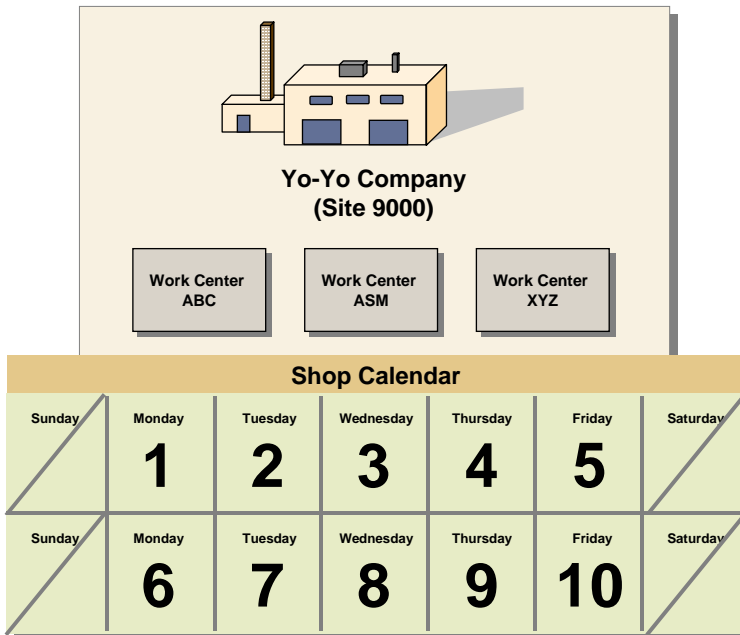 Yo-Yo Company
(Site 9000)
Work Center
ABC
Work Center
ASM
Work Center
XYZ
Shop Calendar
Sunday Monday Tuesday Wednesday Thursday Friday Saturday
1 2 3 4 5
Sunday Monday Tuesday Wednesday Thursday Friday Saturday
6 7 8 9 10